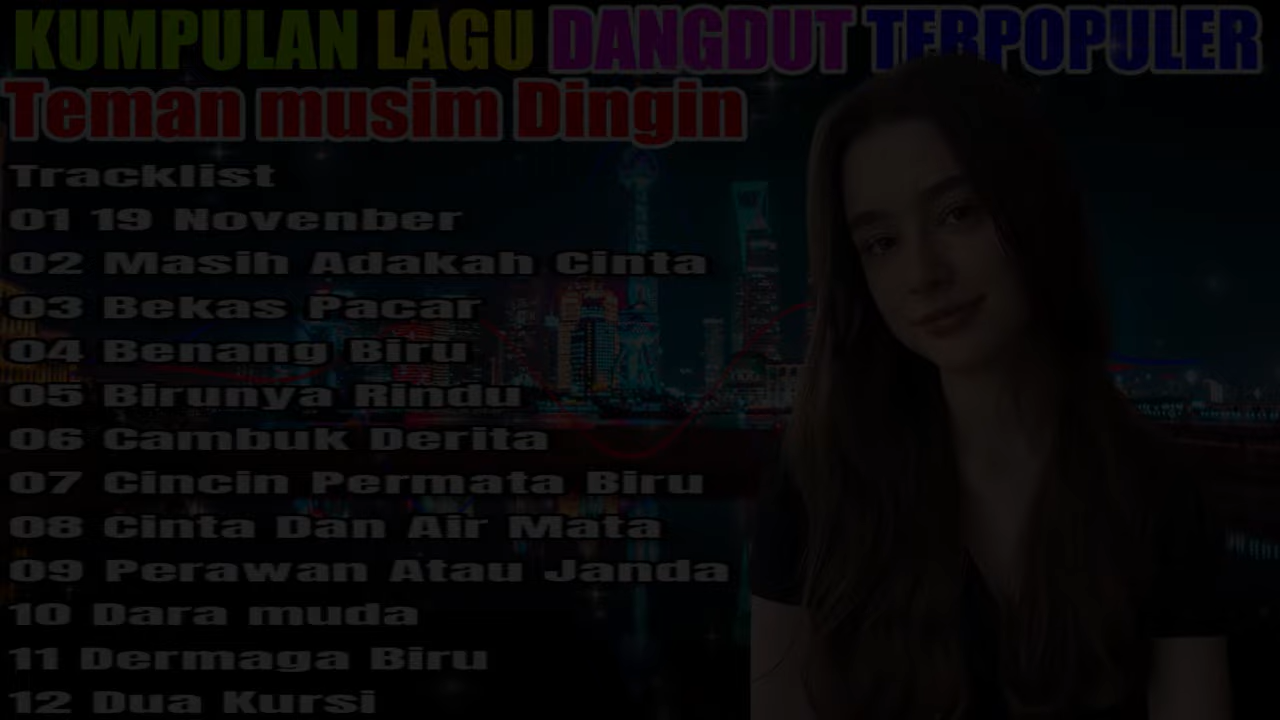 KUMPULAN LAGU DANGDUT TERPOPULER
Teman musim Dingin
Tracklist
01 19 Novenber
02 Masih Adakah Cinta
03 Bekas Pacar
04 Benang Biru
05 Birunya Rindu
06 Cambuk Derita
07 Cincin Permata Biru
08 Cinta Dan Air Mata
09 Perawan Atau Janda
10 Dara muda
11 Dermaga Biru
12 Dua Kursi